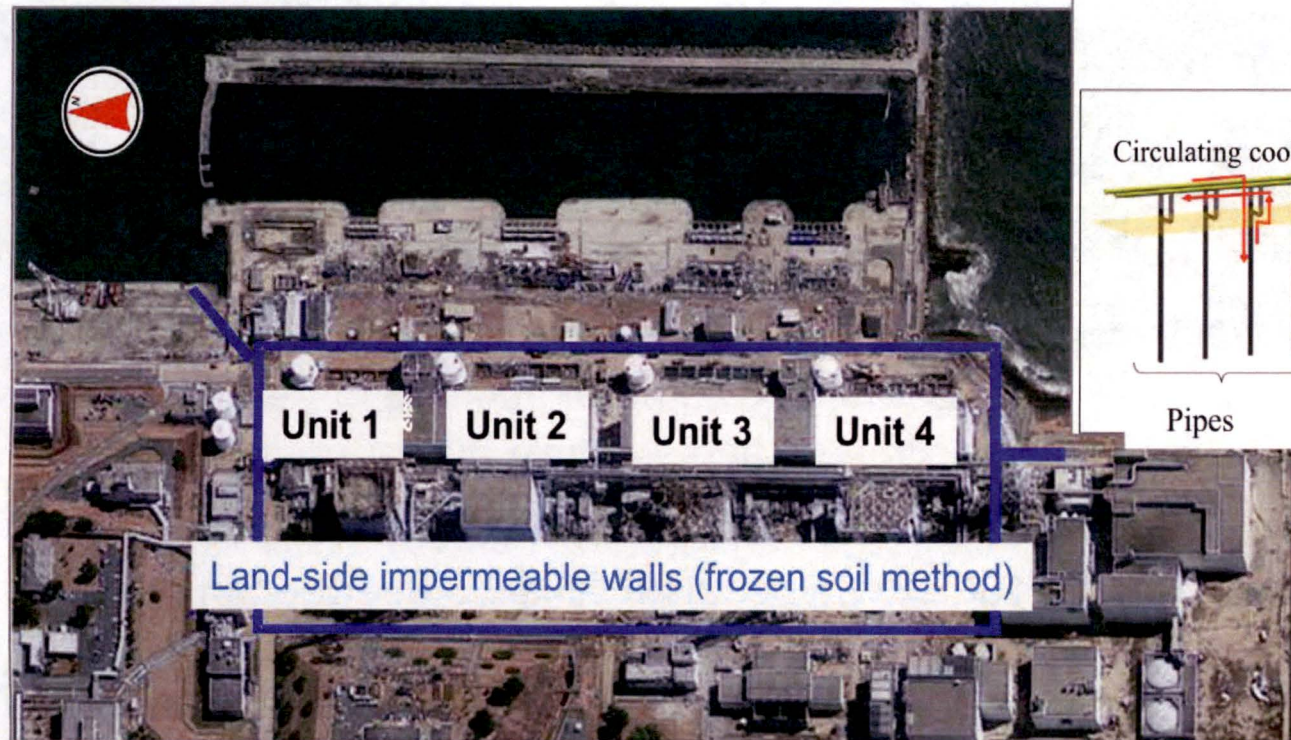 N
Circulating coo
Pipes
Unit 1
Unit 2
Unit 3
Unit 4
Land-side impermeable walls (frozen soil method)